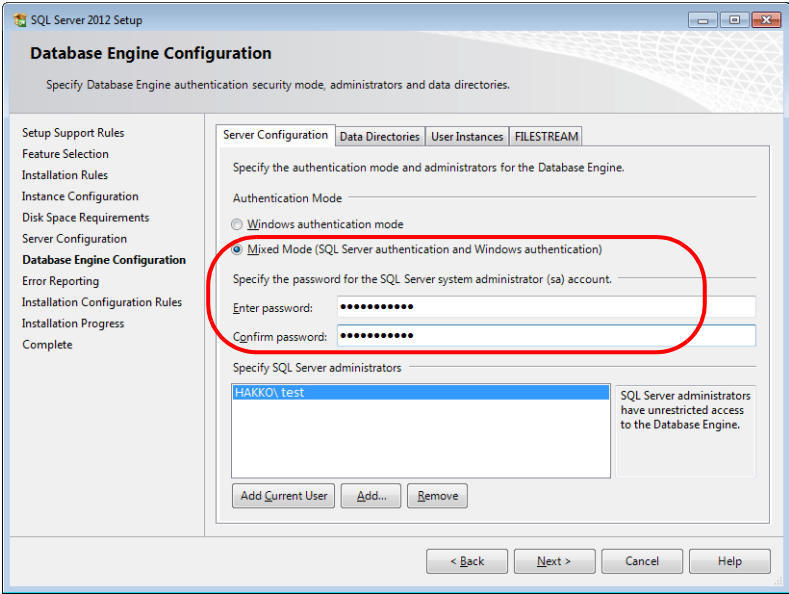 SQL Server 2012 Setup
Database Engine Configuration
Specify Database Engine authentication security mode, administrators and data directories.
Setup Support Rules
Feature Selection
Installation Rules
Instance Configuration
Disk Space Requirements
Server Configuration
Database Engine Configuration
Error Reporting
Installation Configuration Rules
Installation Progress
Complete
Server Configuration Data Directories User Instances FILESTREAM
Specify the authentication mode and administrators for the Database Engine.
Authentication Mode
Windows authentication mode
Mixed Mode (SQL Server authentication and Windows authentication)
Specify the password for the SQL Server system administrator (sa) account.
Enter password: ●●●●●●●●●●●
Confirm password: ●●●●●●●●●●●
Specify SQL Server administrators
HAKKO\ test
SQL Server administrators
have unrestricted access
to the Database Engine.
Add Current User Add... Remove
< Back Next > Cancel Help